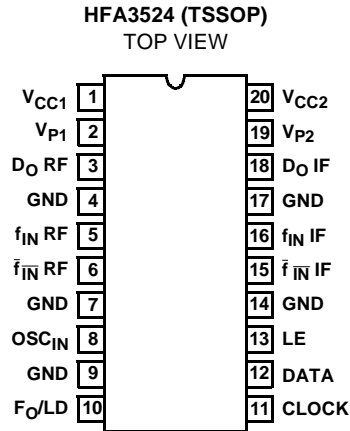 HFA3524 (TSSOP)
TOP VIEW
VCC1 1 20 VCC2
VP1 2 19 VP2
DO RF 3 18 DO IF
GND 4 17 GND
fIN RF 5 16 fIN IF
f̄IN̅ RF 6 15 f̄ IN̅ IF
GND 7 14 GND
OSCIN 8 13 LE
GND 9 12 DATA
FO/LD 10 11 CLOCK